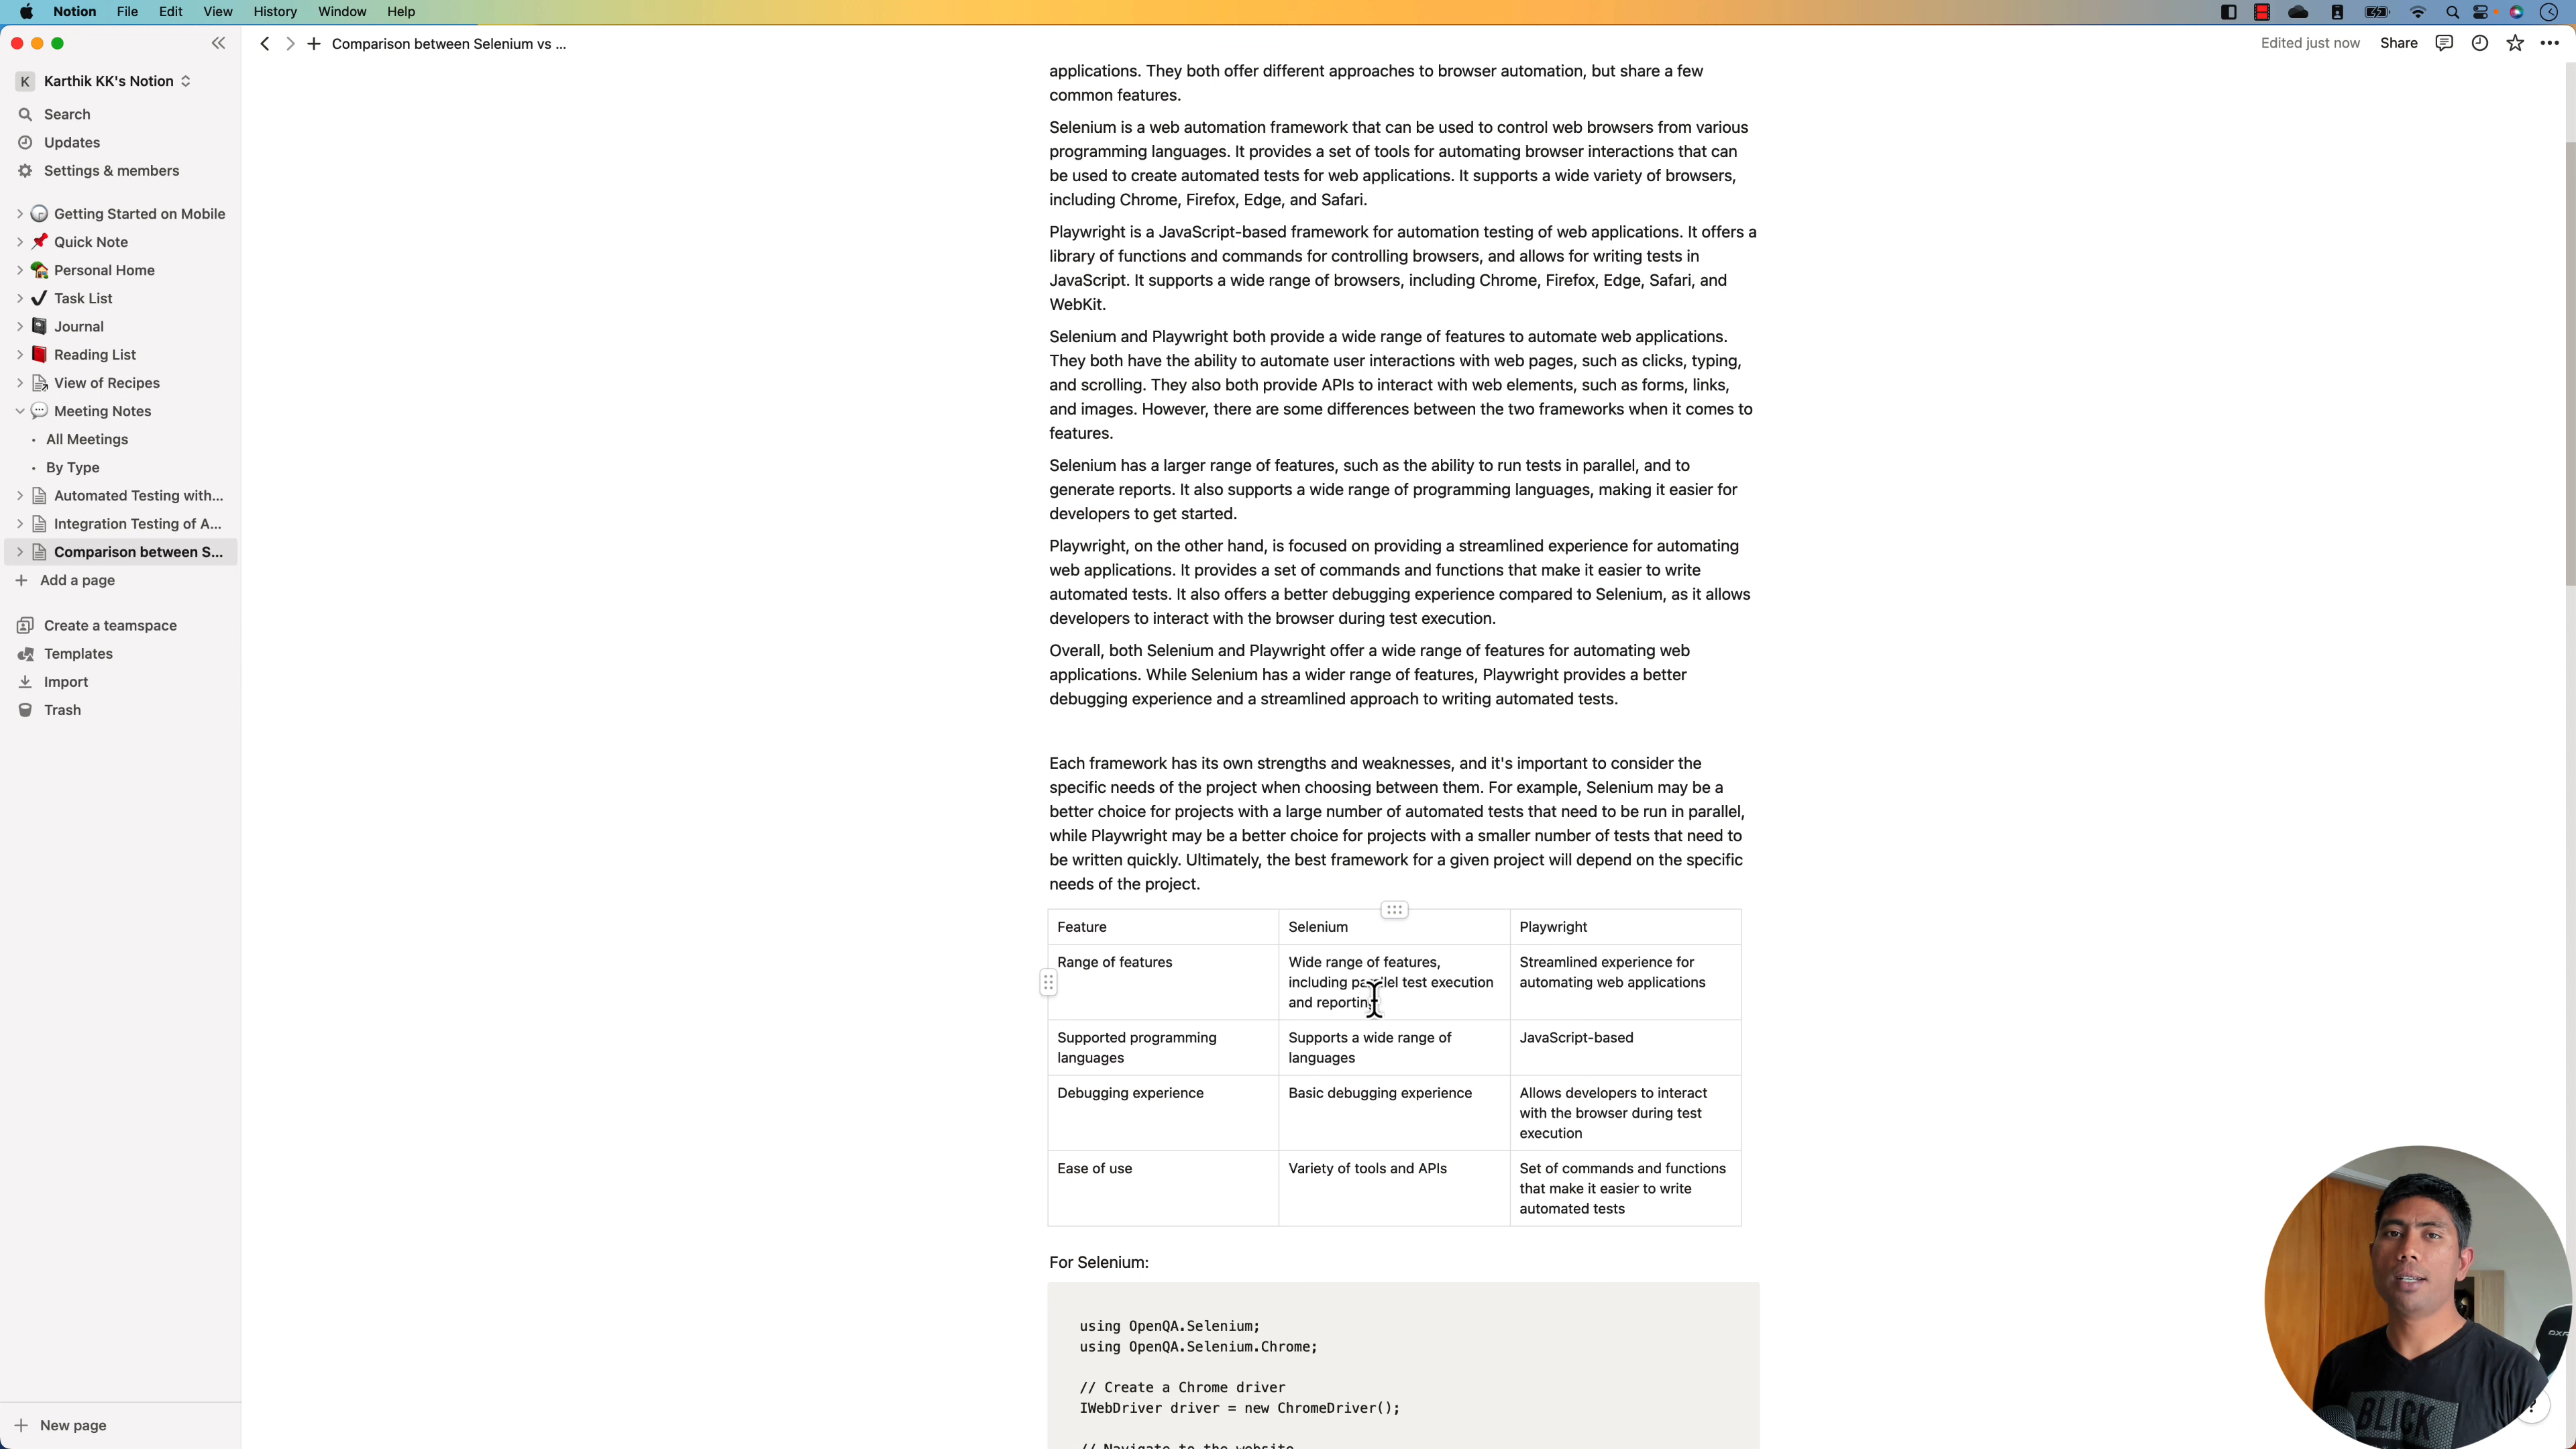 Notion File Edit View History Window Help
Comparison between Selenium vs ...
Edited just now Share
K Karthik KK's Notion
Search
Updates
Settings & members
Getting Started on Mobile
Quick Note
Personal Home
Task List
Journal
Reading List
View of Recipes
Meeting Notes
All Meetings
By Type
Automated Testing with...
Integration Testing of A...
Comparison between S...
Add a page
Create a teamspace
Templates
Import
Trash
New page
applications. They both offer different approaches to browser automation, but share a few
common features.
Selenium is a web automation framework that can be used to control web browsers from various
programming languages. It provides a set of tools for automating browser interactions that can
be used to create automated tests for web applications. It supports a wide variety of browsers,
including Chrome, Firefox, Edge, and Safari.
Playwright is a JavaScript-based framework for automation testing of web applications. It offers a
library of functions and commands for controlling browsers, and allows for writing tests in
JavaScript. It supports a wide range of browsers, including Chrome, Firefox, Edge, Safari, and
WebKit.
Selenium and Playwright both provide a wide range of features to automate web applications.
They both have the ability to automate user interactions with web pages, such as clicks, typing,
and scrolling. They also both provide APIs to interact with web elements, such as forms, links,
and images. However, there are some differences between the two frameworks when it comes to
features.
Selenium has a larger range of features, such as the ability to run tests in parallel, and to
generate reports. It also supports a wide range of programming languages, making it easier for
developers to get started.
Playwright, on the other hand, is focused on providing a streamlined experience for automating
web applications. It provides a set of commands and functions that make it easier to write
automated tests. It also offers a better debugging experience compared to Selenium, as it allows
developers to interact with the browser during test execution.
Overall, both Selenium and Playwright offer a wide range of features for automating web
applications. While Selenium has a wider range of features, Playwright provides a better
debugging experience and a streamlined approach to writing automated tests.
Each framework has its own strengths and weaknesses, and it's important to consider the
specific needs of the project when choosing between them. For example, Selenium may be a
better choice for projects with a large number of automated tests that need to be run in parallel,
while Playwright may be a better choice for projects with a smaller number of tests that need to
be written quickly. Ultimately, the best framework for a given project will depend on the specific
needs of the project.
Feature Selenium Playwright
Range of features
Wide range of features,
including parallel test execution
and reporting
Streamlined experience for
automating web applications
Supported programming
languages
Supports a wide range of
languages
JavaScript-based
Debugging experience
Basic debugging experience
Allows developers to interact
with the browser during test
execution
Ease of use
Variety of tools and APIs
Set of commands and functions
that make it easier to write
automated tests
For Selenium:
using OpenQA.Selenium;
using OpenQA.Selenium.Chrome;
// Create a Chrome driver
IWebDriver driver = new ChromeDriver();
// Navigate to the website
BLICK
?